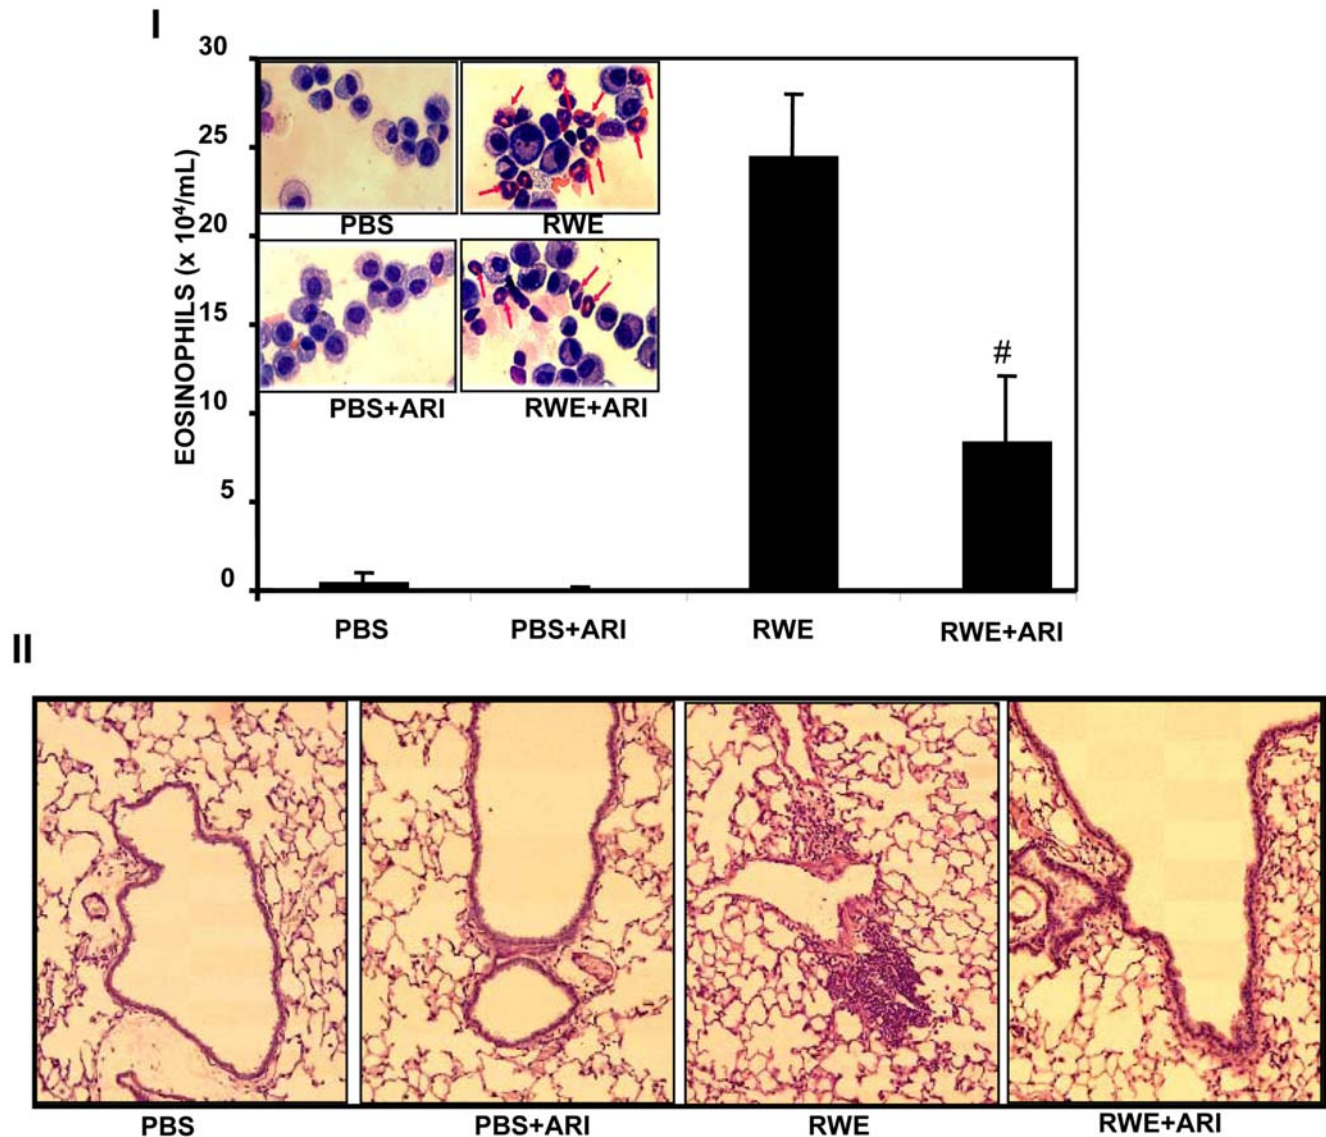 I
30
25
20
15
10
5
0
EOSINOPHILS (x 10⁴/mL)
PBS
RWE
PBS+ARI
RWE+ARI
#
PBS
PBS+ARI
RWE
RWE+ARI
II
PBS
PBS+ARI
RWE
RWE+ARI